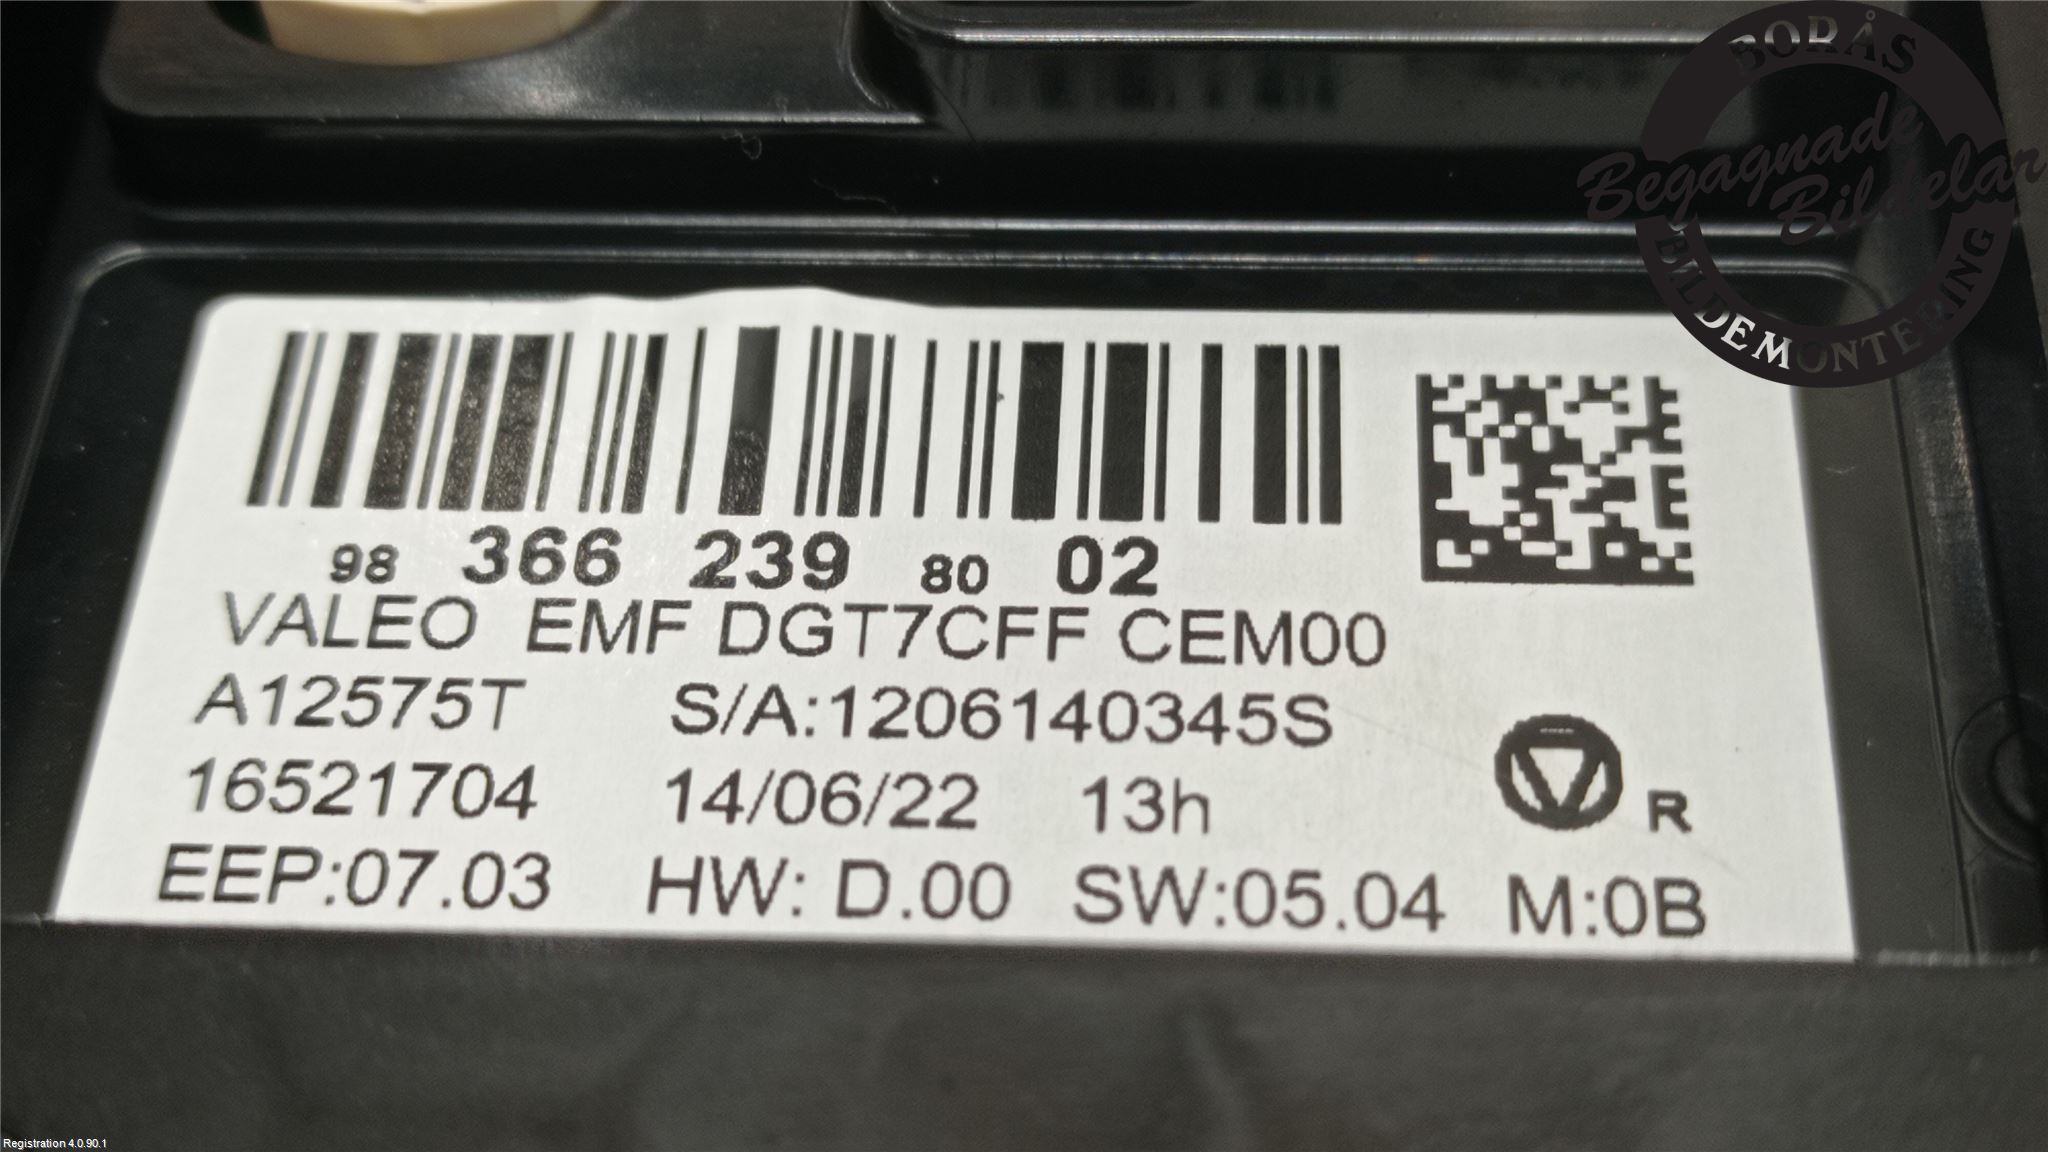 BORÅS
Begagnade
Bildelar
BILDEMONTERING
98 366 239 80 02
VALEO EMF DGT7CFF CEM00
A12575T S/A:1206140345S
16521704 14/06/22 13h
R
EEP:07.03 HW: D.00 SW:05.04 M:0B
Registration 4.0.90.1